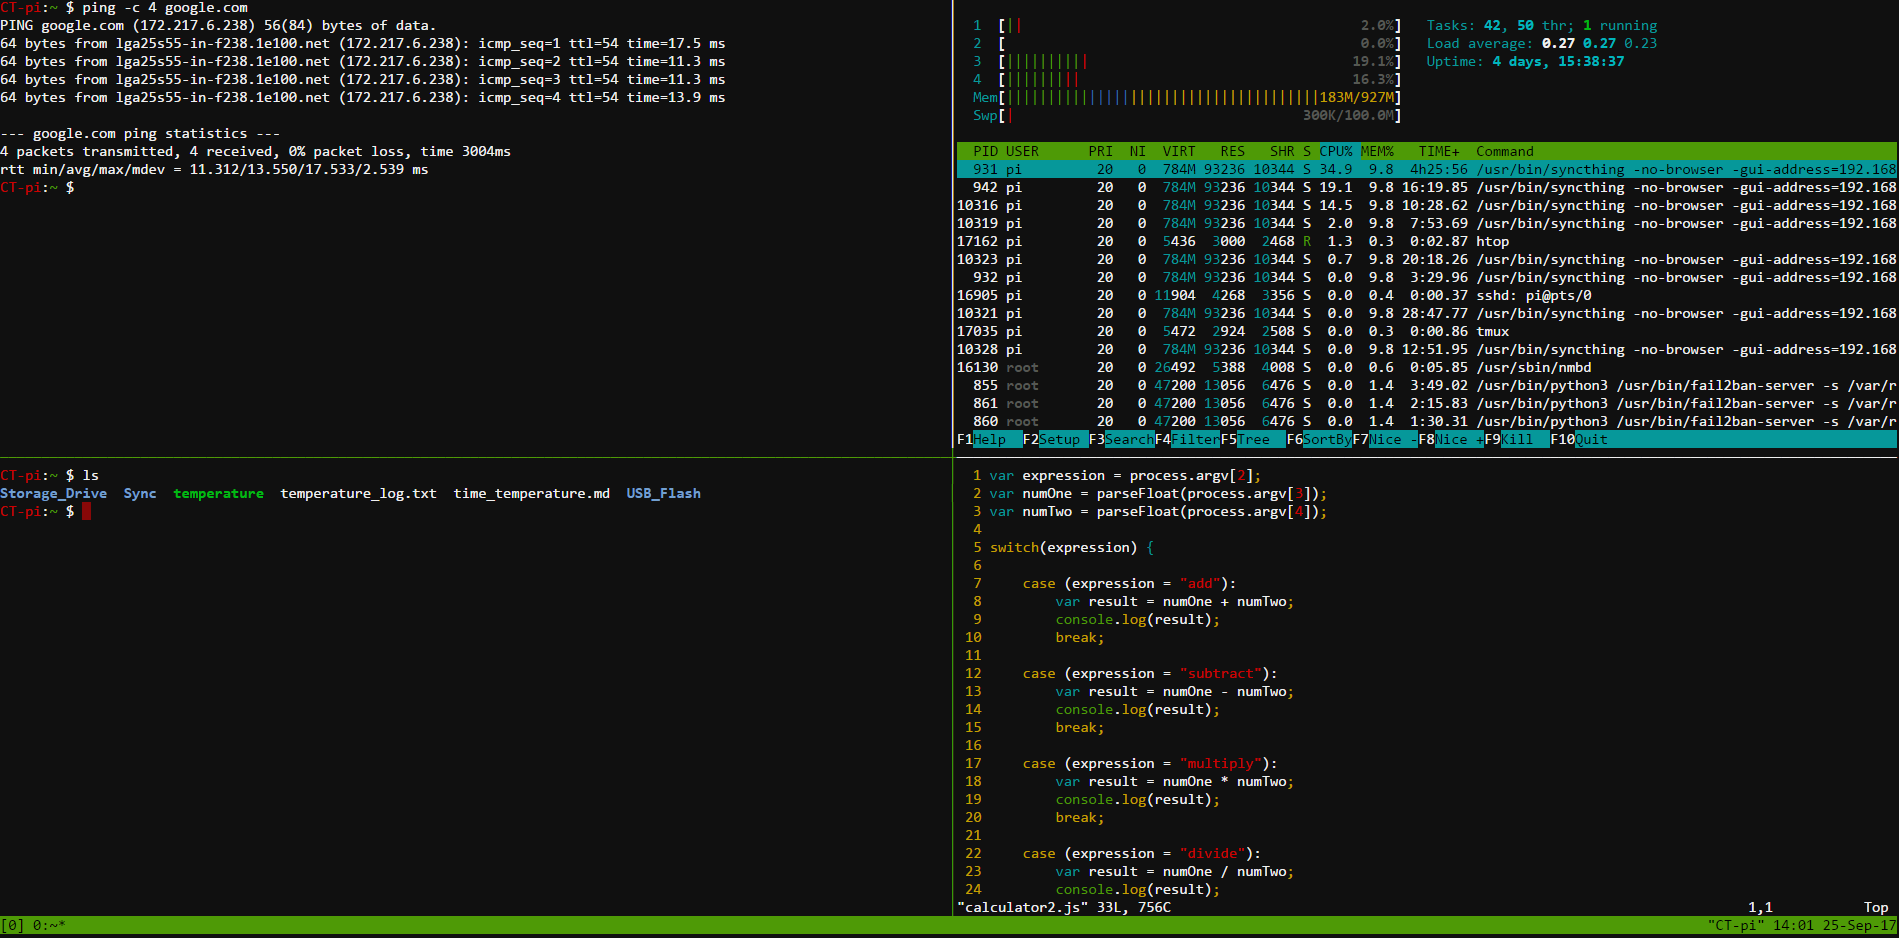 CT-pi:~ $ ping -c 4 google.com
PING google.com (172.217.6.238) 56(84) bytes of data.
64 bytes from lga25s55-in-f238.1e100.net (172.217.6.238): icmp_seq=1 ttl=54 time=17.5 ms
64 bytes from lga25s55-in-f238.1e100.net (172.217.6.238): icmp_seq=2 ttl=54 time=11.3 ms
64 bytes from lga25s55-in-f238.1e100.net (172.217.6.238): icmp_seq=3 ttl=54 time=11.3 ms
64 bytes from lga25s55-in-f238.1e100.net (172.217.6.238): icmp_seq=4 ttl=54 time=13.9 ms
--- google.com ping statistics ---
4 packets transmitted, 4 received, 0% packet loss, time 3004ms
rtt min/avg/max/mdev = 11.312/13.550/17.533/2.539 ms
CT-pi:~ $
1 [|| 2.0%] Tasks: 42, 50 thr; 1 running
2 [ 0.0%] Load average: 0.27 0.27 0.23
3 [|||||||||| 19.1%] Uptime: 4 days, 15:38:37
4 [||||||||| 16.3%]
Mem[||||||||||||||||||||||||||||||||||||||183M/927M]
Swp[| 300K/100.0M]
PID USER PRI NI VIRT RES SHR S CPU% MEM% TIME+ Command
931 pi 20 0 784M 93236 10344 S 34.9 9.8 4h25:56 /usr/bin/syncthing -no-browser -gui-address=192.168
942 pi 20 0 784M 93236 10344 S 19.1 9.8 16:19.85 /usr/bin/syncthing -no-browser -gui-address=192.168
10316 pi 20 0 784M 93236 10344 S 14.5 9.8 10:28.62 /usr/bin/syncthing -no-browser -gui-address=192.168
10319 pi 20 0 784M 93236 10344 S 2.0 9.8 7:53.69 /usr/bin/syncthing -no-browser -gui-address=192.168
17162 pi 20 0 5436 3000 2468 R 1.3 0.3 0:02.87 htop
10323 pi 20 0 784M 93236 10344 S 0.7 9.8 20:18.26 /usr/bin/syncthing -no-browser -gui-address=192.168
932 pi 20 0 784M 93236 10344 S 0.0 9.8 3:29.96 /usr/bin/syncthing -no-browser -gui-address=192.168
16905 pi 20 0 11904 4268 3356 S 0.0 0.4 0:00.37 sshd: pi@pts/0
10321 pi 20 0 784M 93236 10344 S 0.0 9.8 28:47.77 /usr/bin/syncthing -no-browser -gui-address=192.168
17035 pi 20 0 5472 2924 2508 S 0.0 0.3 0:00.86 tmux
10328 pi 20 0 784M 93236 10344 S 0.0 9.8 12:51.95 /usr/bin/syncthing -no-browser -gui-address=192.168
16130 root 20 0 26492 5388 4008 S 0.0 0.6 0:05.85 /usr/sbin/nmbd
855 root 20 0 47200 13056 6476 S 0.0 1.4 3:49.02 /usr/bin/python3 /usr/bin/fail2ban-server -s /var/r
861 root 20 0 47200 13056 6476 S 0.0 1.4 2:15.83 /usr/bin/python3 /usr/bin/fail2ban-server -s /var/r
860 root 20 0 47200 13056 6476 S 0.0 1.4 1:30.31 /usr/bin/python3 /usr/bin/fail2ban-server -s /var/r
F1Help F2Setup F3SearchF4FilterF5Tree F6SortByF7Nice -F8Nice +F9Kill F10Quit
CT-pi:~ $ ls
Storage_Drive Sync temperature temperature_log.txt time_temperature.md USB_Flash
CT-pi:~ $
1 var expression = process.argv[2];
2 var numOne = parseFloat(process.argv[3]);
3 var numTwo = parseFloat(process.argv[4]);
4
5 switch(expression) {
6
7 case (expression = "add"):
8 var result = numOne + numTwo;
9 console.log(result);
10 break;
11
12 case (expression = "subtract"):
13 var result = numOne - numTwo;
14 console.log(result);
15 break;
16
17 case (expression = "multiply"):
18 var result = numOne * numTwo;
19 console.log(result);
20 break;
21
22 case (expression = "divide"):
23 var result = numOne / numTwo;
24 console.log(result);
"calculator2.js" 33L, 756C 1,1 Top
[0] 0:~* "CT-pi" 14:01 25-Sep-17